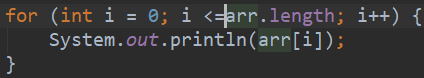 for (int i = 0; i <=arr.length; i++) {
    System.out.println(arr[i]);
}